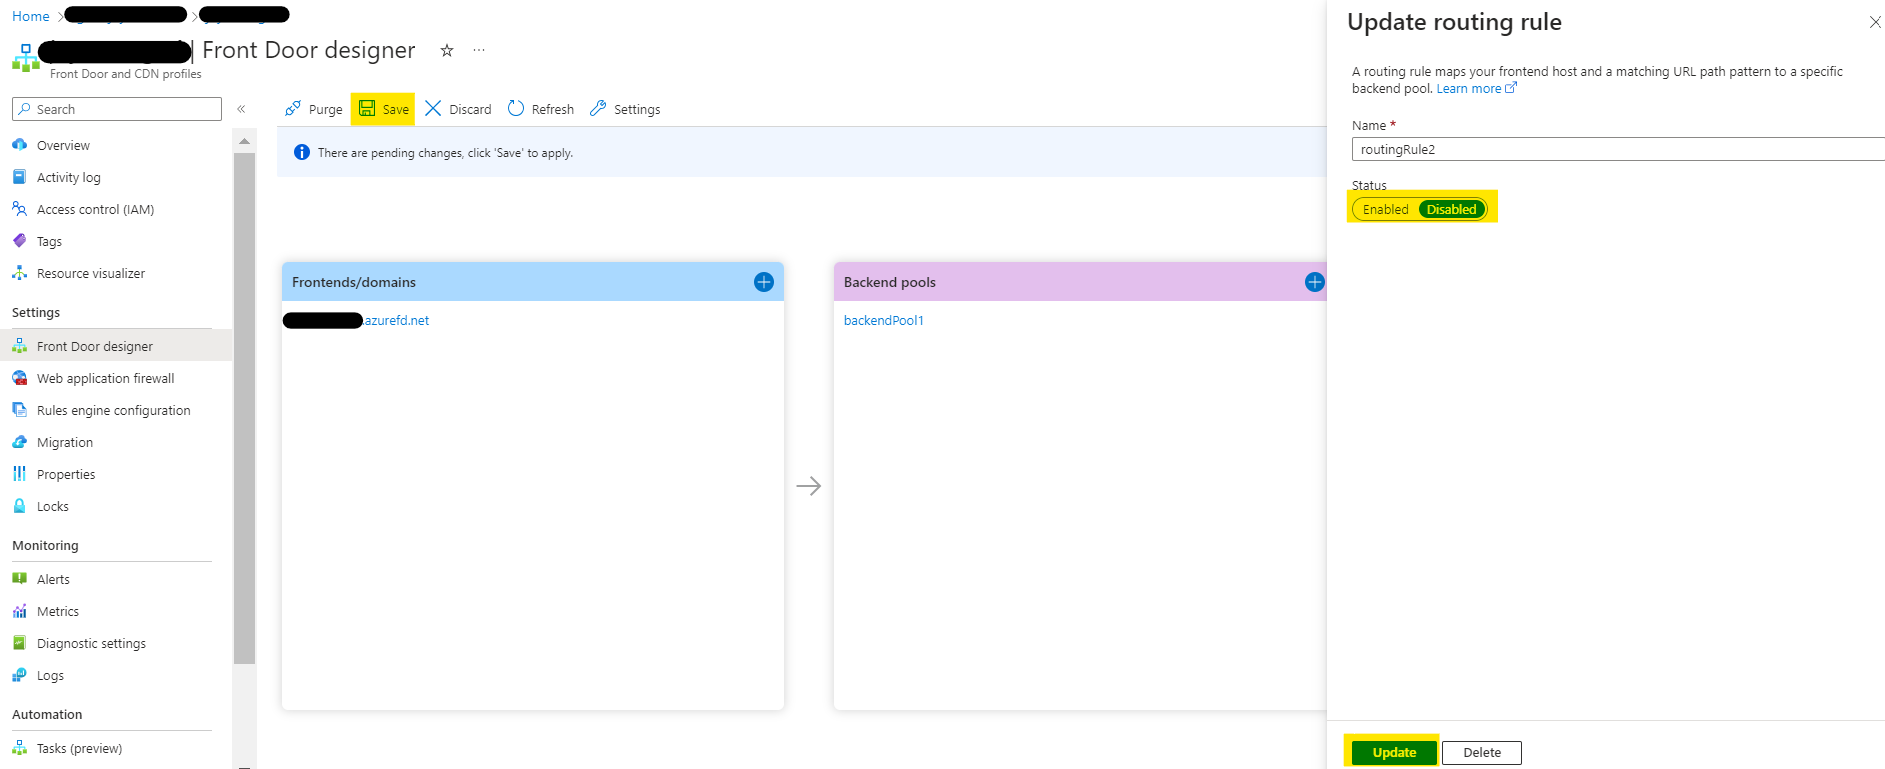 Home
| Front Door designer
Front Door and CDN profiles
Search
Overview
Activity log
Access control (IAM)
Tags
Resource visualizer
Settings
Front Door designer
Web application firewall
Rules engine configuration
Migration
Properties
Locks
Monitoring
Alerts
Metrics
Diagnostic settings
Logs
Automation
Tasks (preview)
Purge Save Discard Refresh Settings
There are pending changes, click 'Save' to apply.
Frontends/domains
.azurefd.net
Backend pools
backendPool1
Update routing rule
A routing rule maps your frontend host and a matching URL path pattern to a specific
backend pool. Learn more
Name *
routingRule2
Status
Enabled Disabled
Update Delete